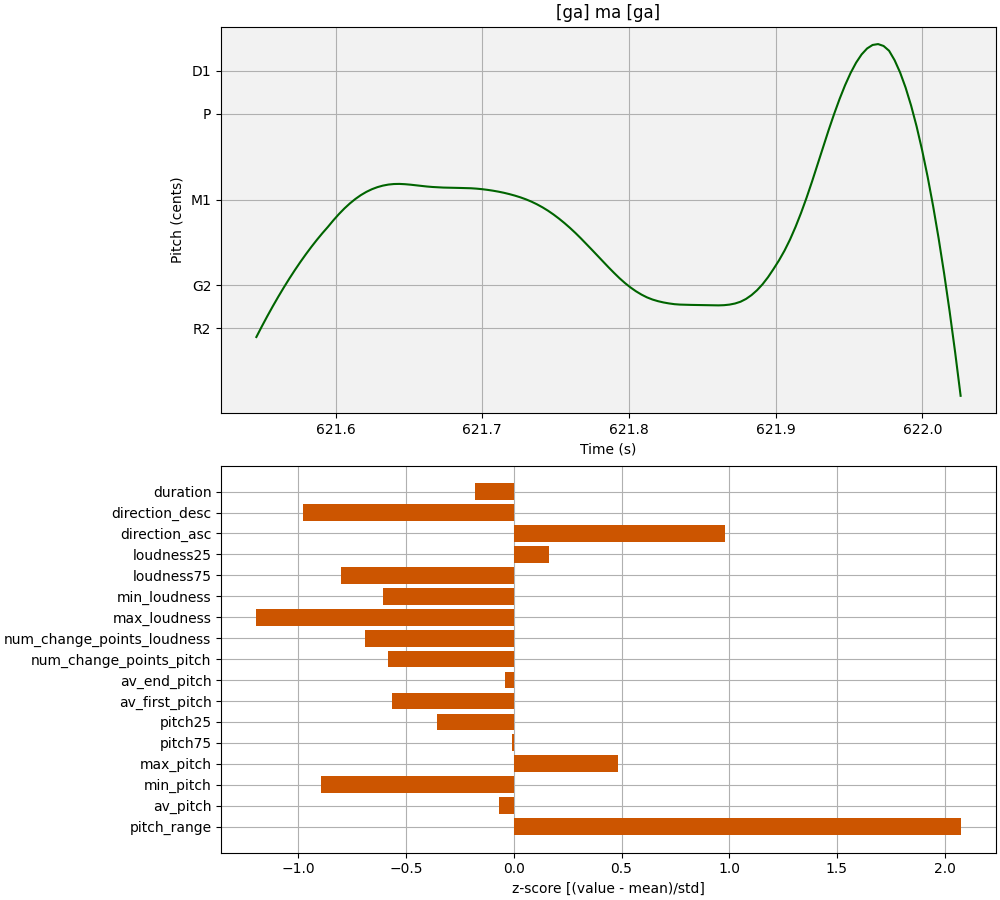 [ga] ma [ga]
Pitch (cents)
D1
P
M1
G2
R2
621.6 621.7 621.8 621.9 622.0
Time (s)
duration
direction_desc
direction_asc
loudness25
loudness75
min_loudness
max_loudness
num_change_points_loudness
num_change_points_pitch
av_end_pitch
av_first_pitch
pitch25
pitch75
max_pitch
min_pitch
av_pitch
pitch_range
−1.0 −0.5 0.0 0.5 1.0 1.5 2.0
z-score [(value - mean)/std]